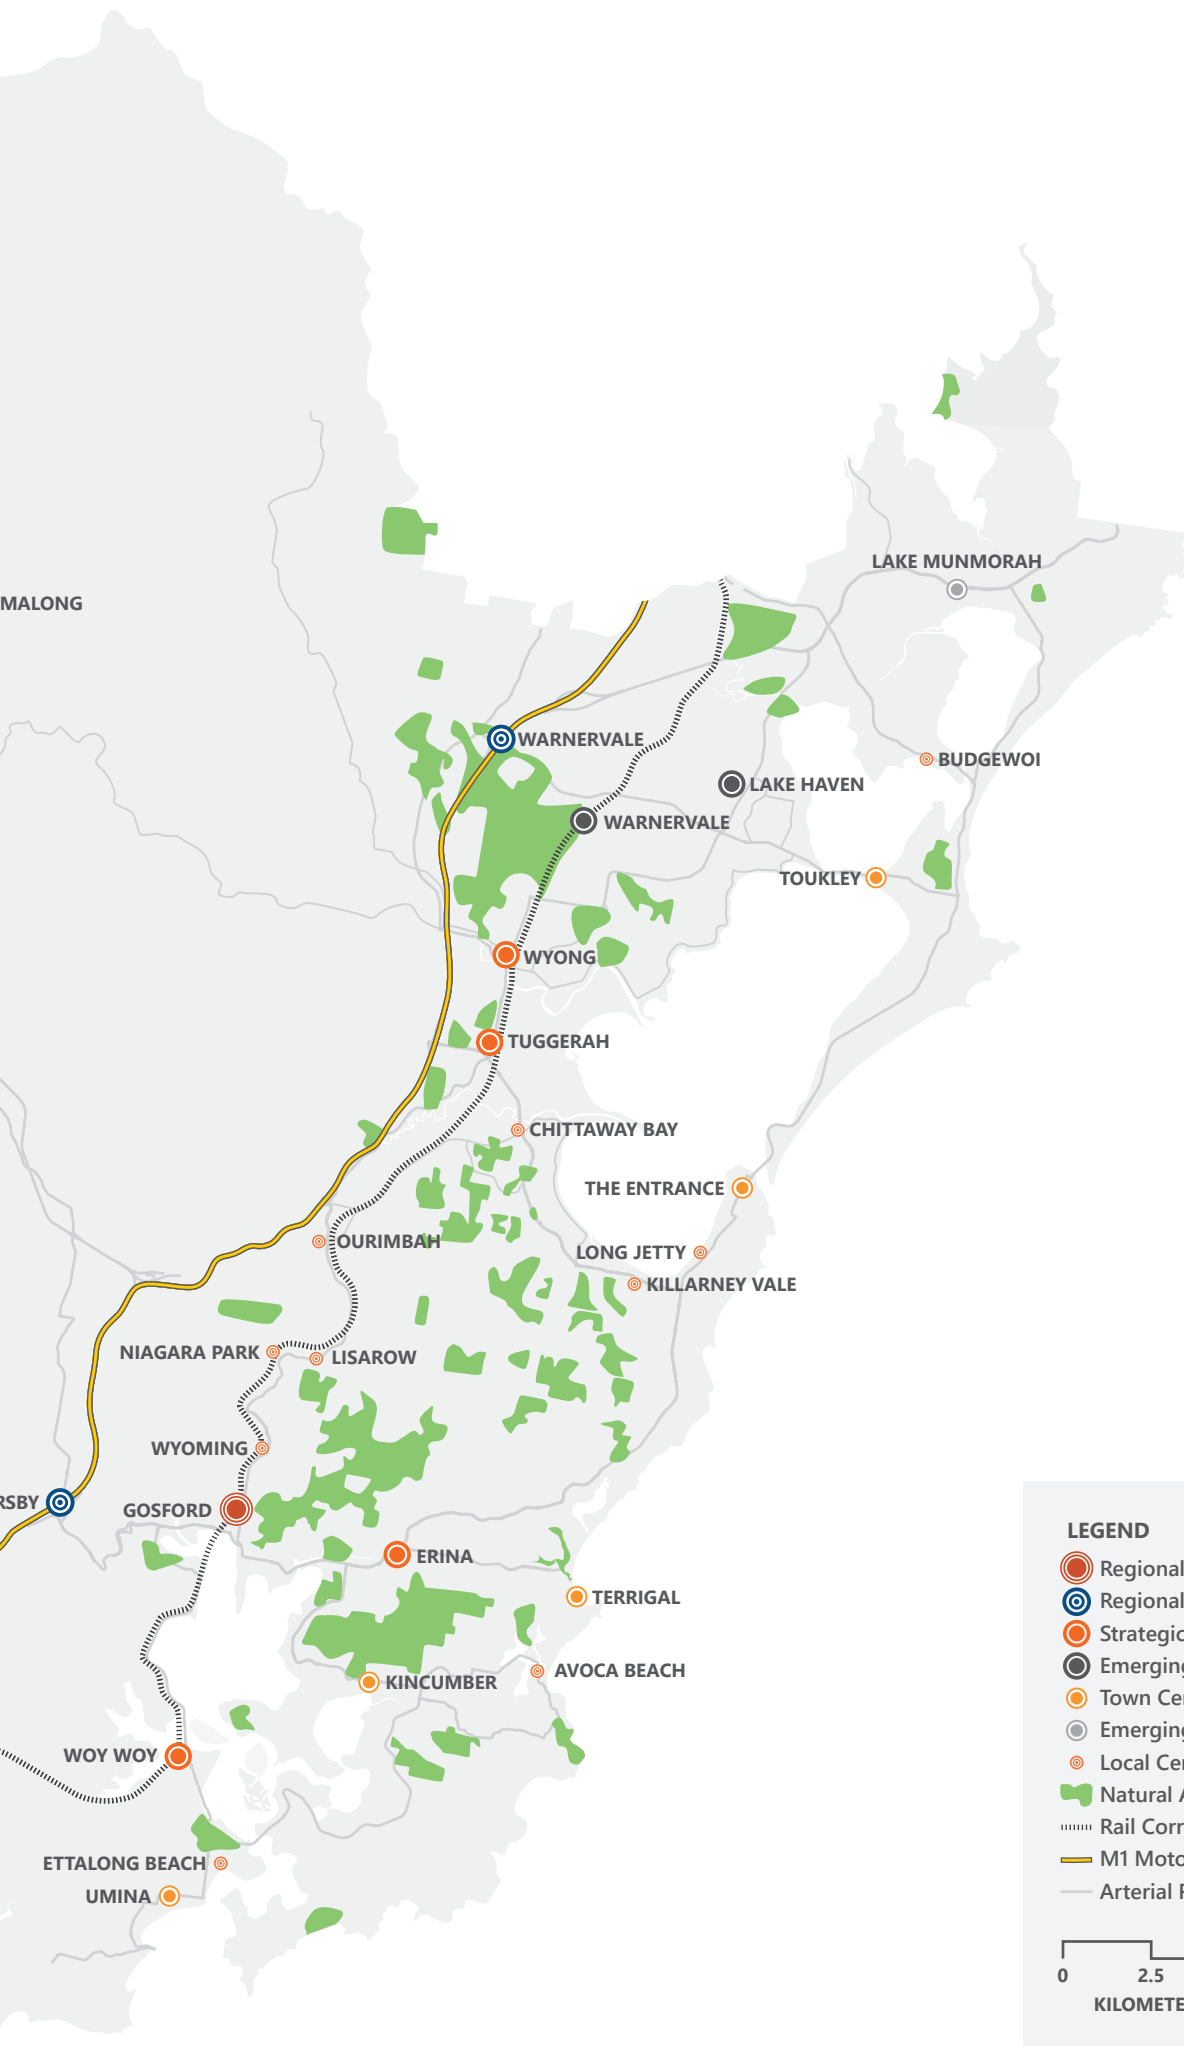 LAKE MUNMORAH
MALONG
WARNERVALE
BUDGEWOI
LAKE HAVEN
WARNERVALE
TOUKLEY
WYONG
TUGGERAH
CHITTAWAY BAY
THE ENTRANCE
OURIMBAH
LONG JETTY
KILLARNEY VALE
NIAGARA PARK
LISAROW
WYOMING
RSBY
GOSFORD
ERINA
TERRIGAL
AVOCA BEACH
KINCUMBER
WOY WOY
ETTALONG BEACH
UMINA
LEGEND
Regional
Regional
Strategic
Emerging
Town Ce
Emerging
Local Ce
Natural A
Rail Corr
M1 Moto
Arterial
0 2.5
KILOMETE